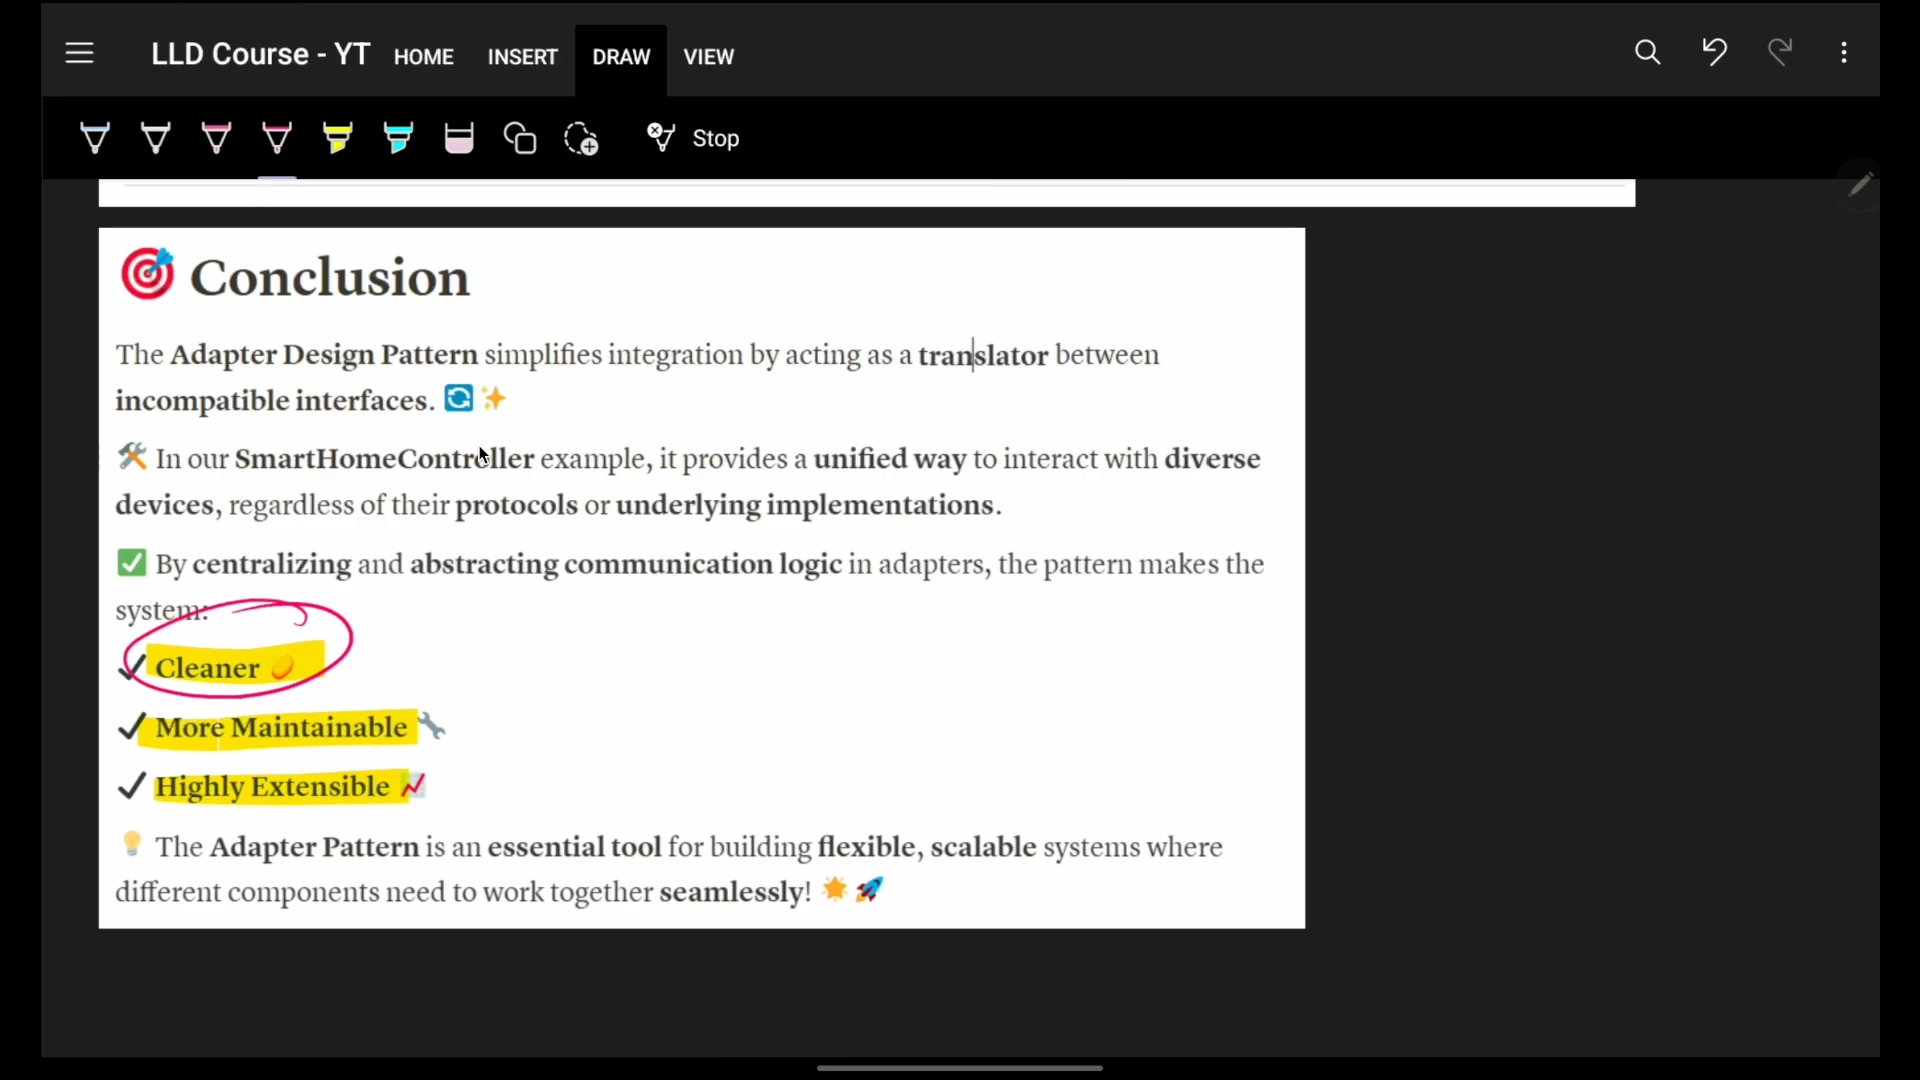 LLD Course - YT HOME INSERT DRAW VIEW
Stop
Conclusion
The Adapter Design Pattern simplifies integration by acting as a translator between
incompatible interfaces.
In our SmartHomeController example, it provides a unified way to interact with diverse
devices, regardless of their protocols or underlying implementations.
By centralizing and abstracting communication logic in adapters, the pattern makes the
system:
Cleaner
More Maintainable
Highly Extensible
The Adapter Pattern is an essential tool for building flexible, scalable systems where
different components need to work together seamlessly!